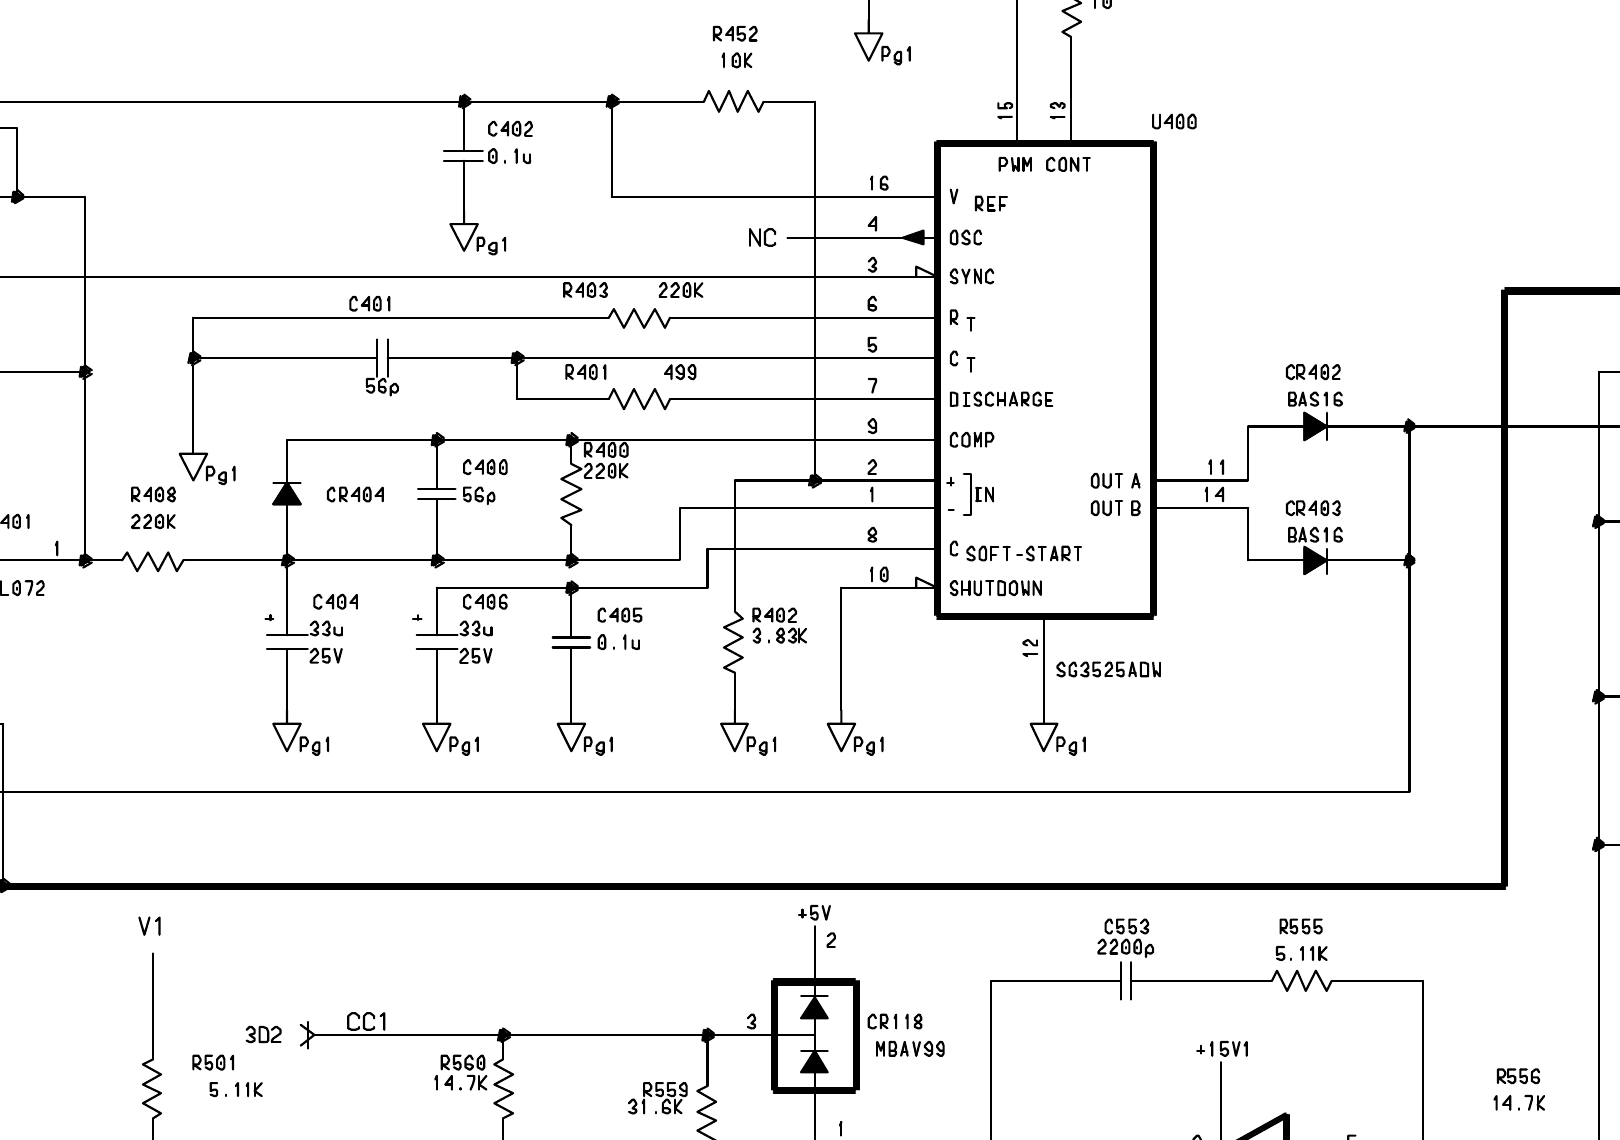 R452
10K
10
Pg1
15
13
U400
C402
0.1u
PWM CONT
16
V REF
4
NC
OSC
Pg1
3
SYNC
R403 220K
C401
6
R T
5
C T
56p
R401 499
7
DISCHARGE
CR402
BAS16
9
COMP
R400
220K
Pg1
C400
56p
CR404
R408
220K
2
+
IN
1
-
11
OUT A
14
OUT B
CR403
BAS16
401
1
L072
8
C SOFT-START
10
SHUTDOWN
C404
+
33u
25V
C406
+
33u
25V
C405
0.1u
R402
3.83K
12
SG3525ADW
Pg1
Pg1
Pg1
Pg1
Pg1
Pg1
V1
+5V
2
C553
2200p
R555
5.11K
3D2
CC1
3
CR118
MBAV99
R501
5.11K
R560
14.7K
R559
31.6K
1
+15V1
R556
14.7K